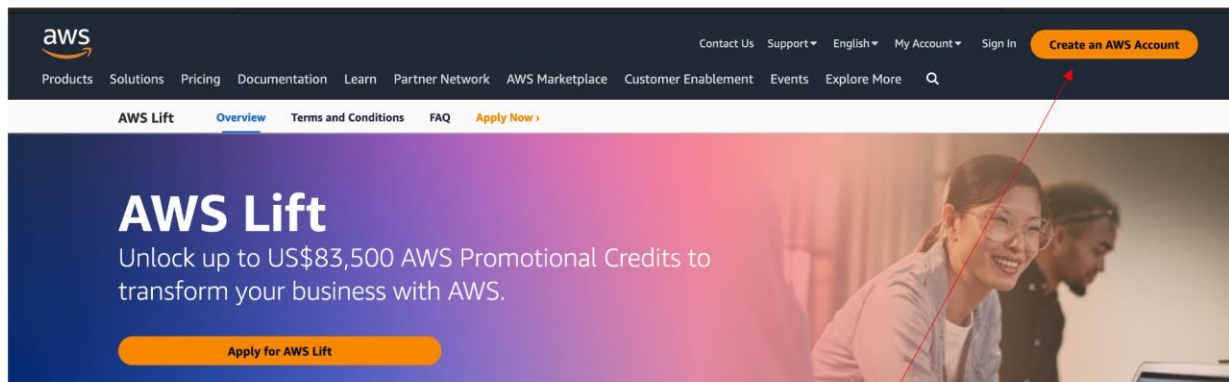 aws
Contact Us Support English My Account Sign In Create an AWS Account
Products Solutions Pricing Documentation Learn Partner Network AWS Marketplace Customer Enablement Events Explore More
AWS Lift Overview Terms and Conditions FAQ Apply Now ›
AWS Lift
Unlock up to US$83,500 AWS Promotional Credits to
transform your business with AWS.
Apply for AWS Lift